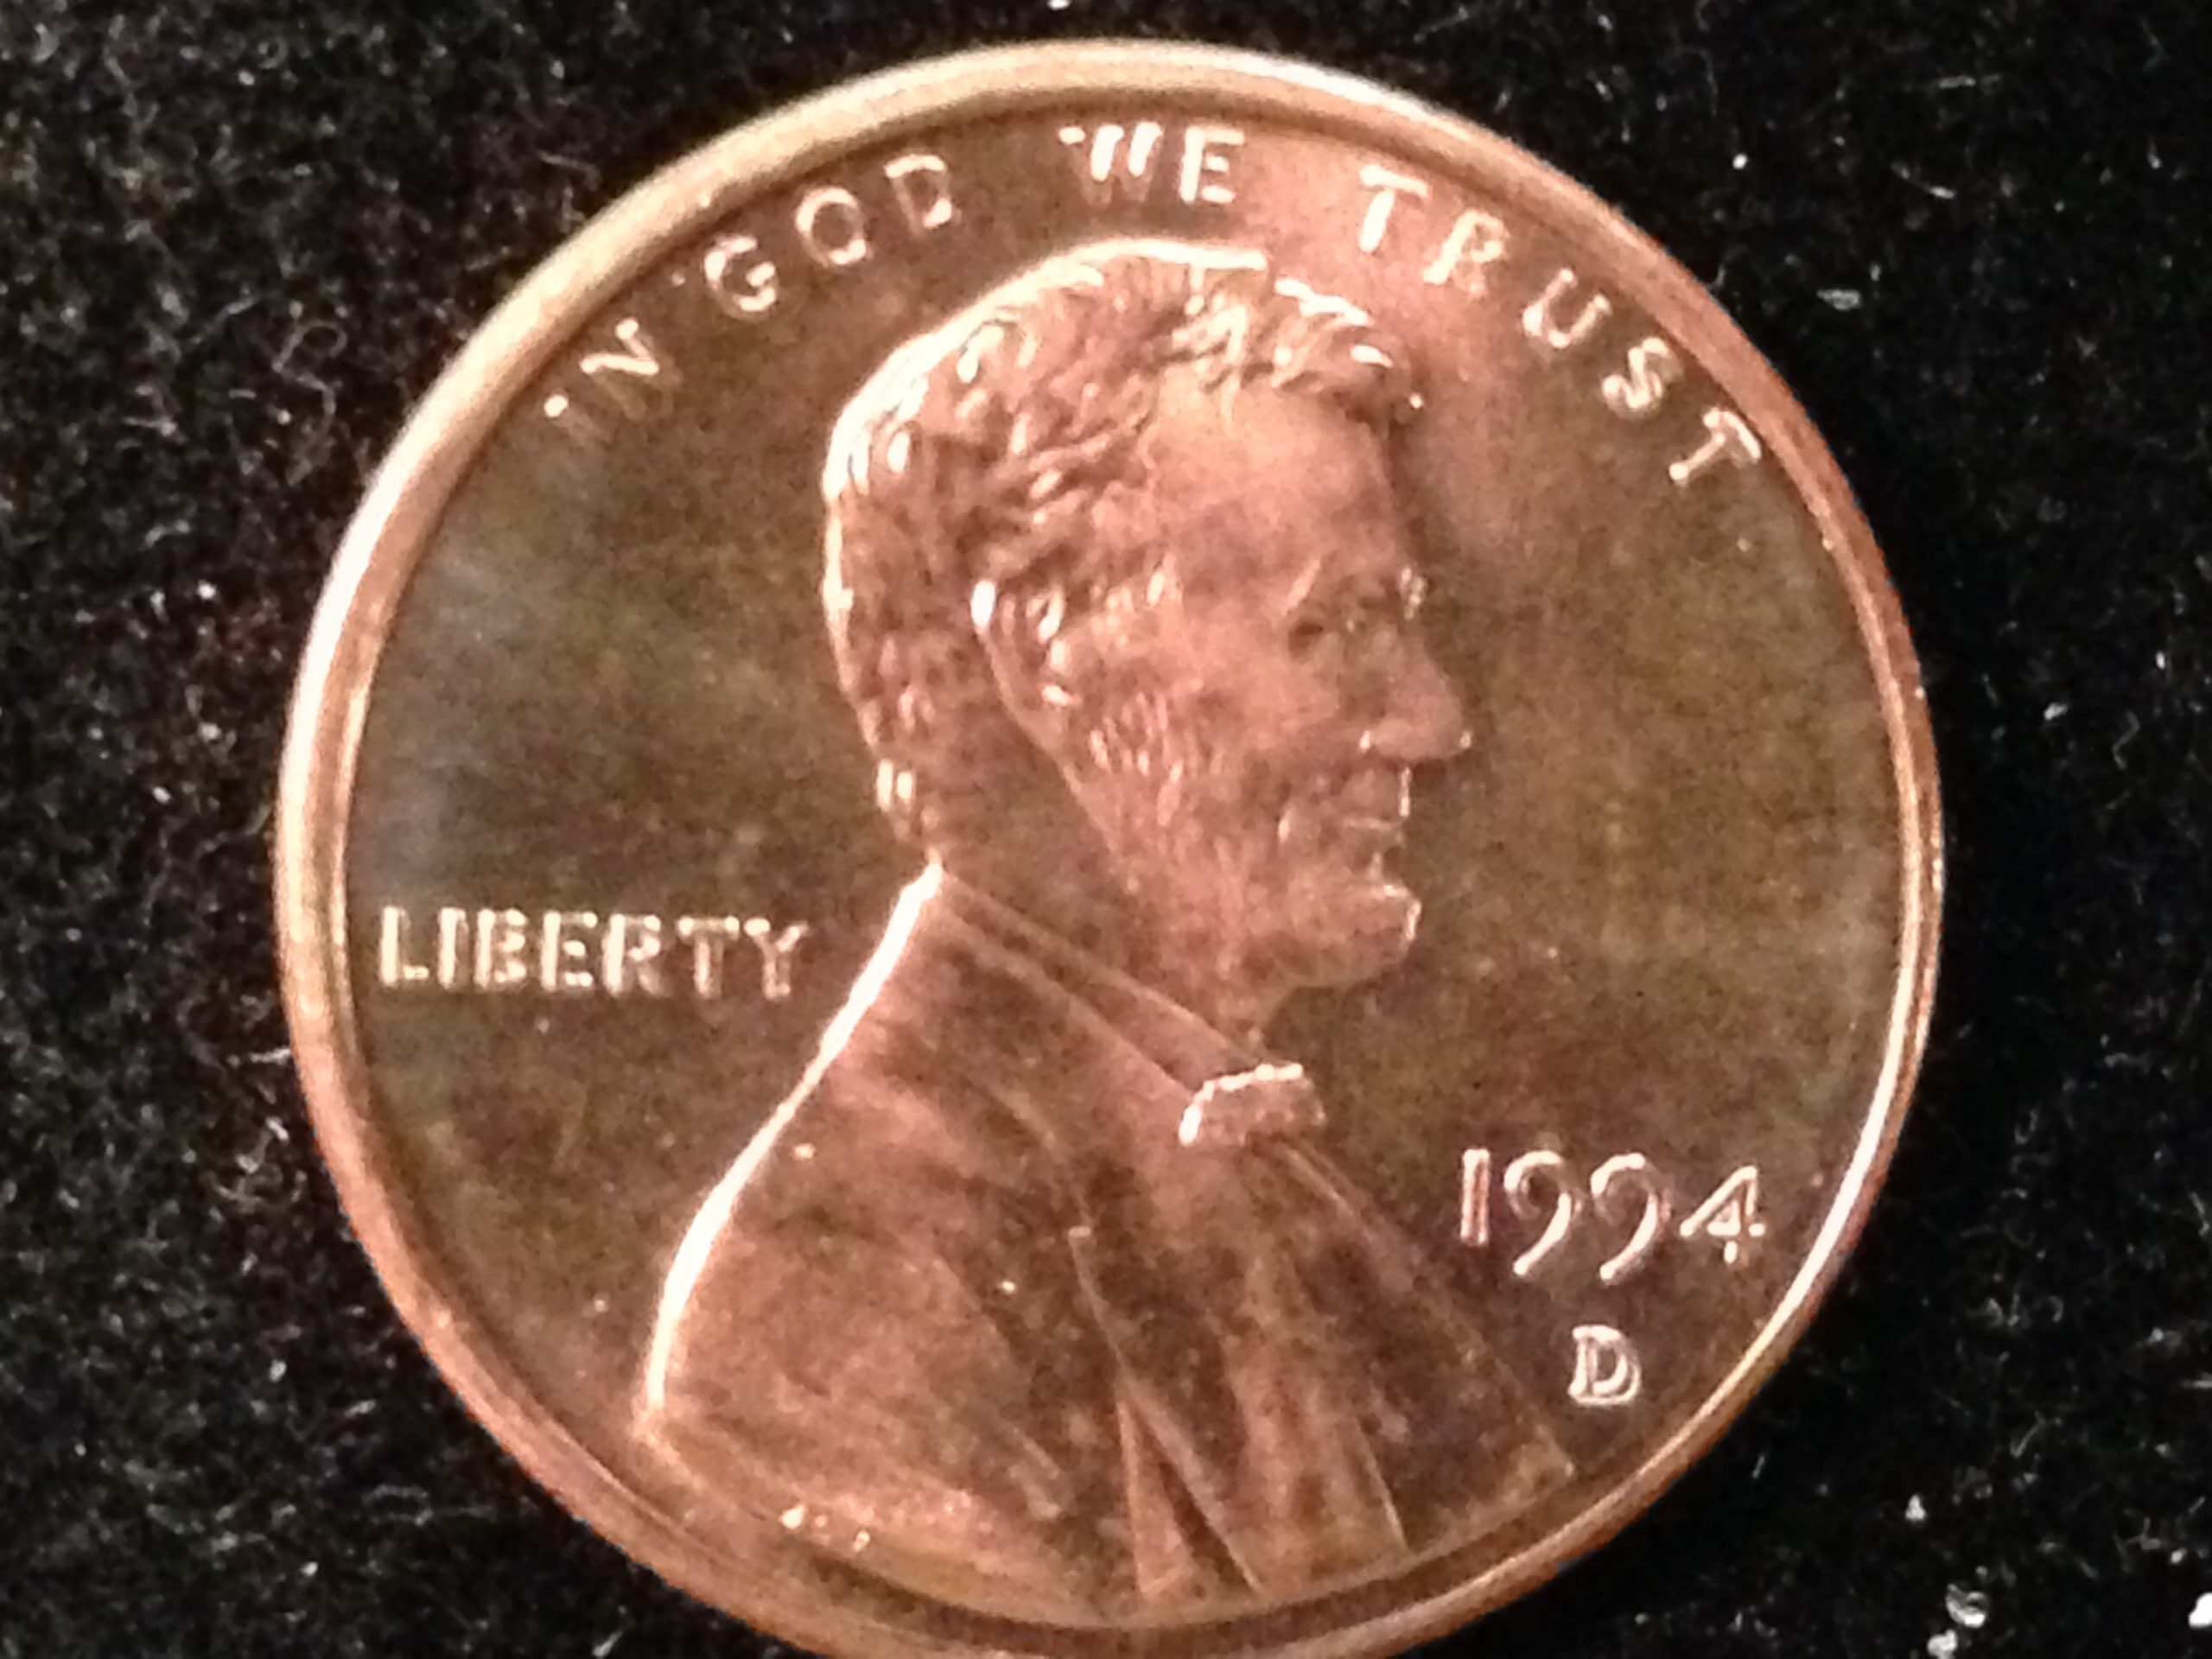 IN GOD WE TRUST
LIBERTY
1994
D